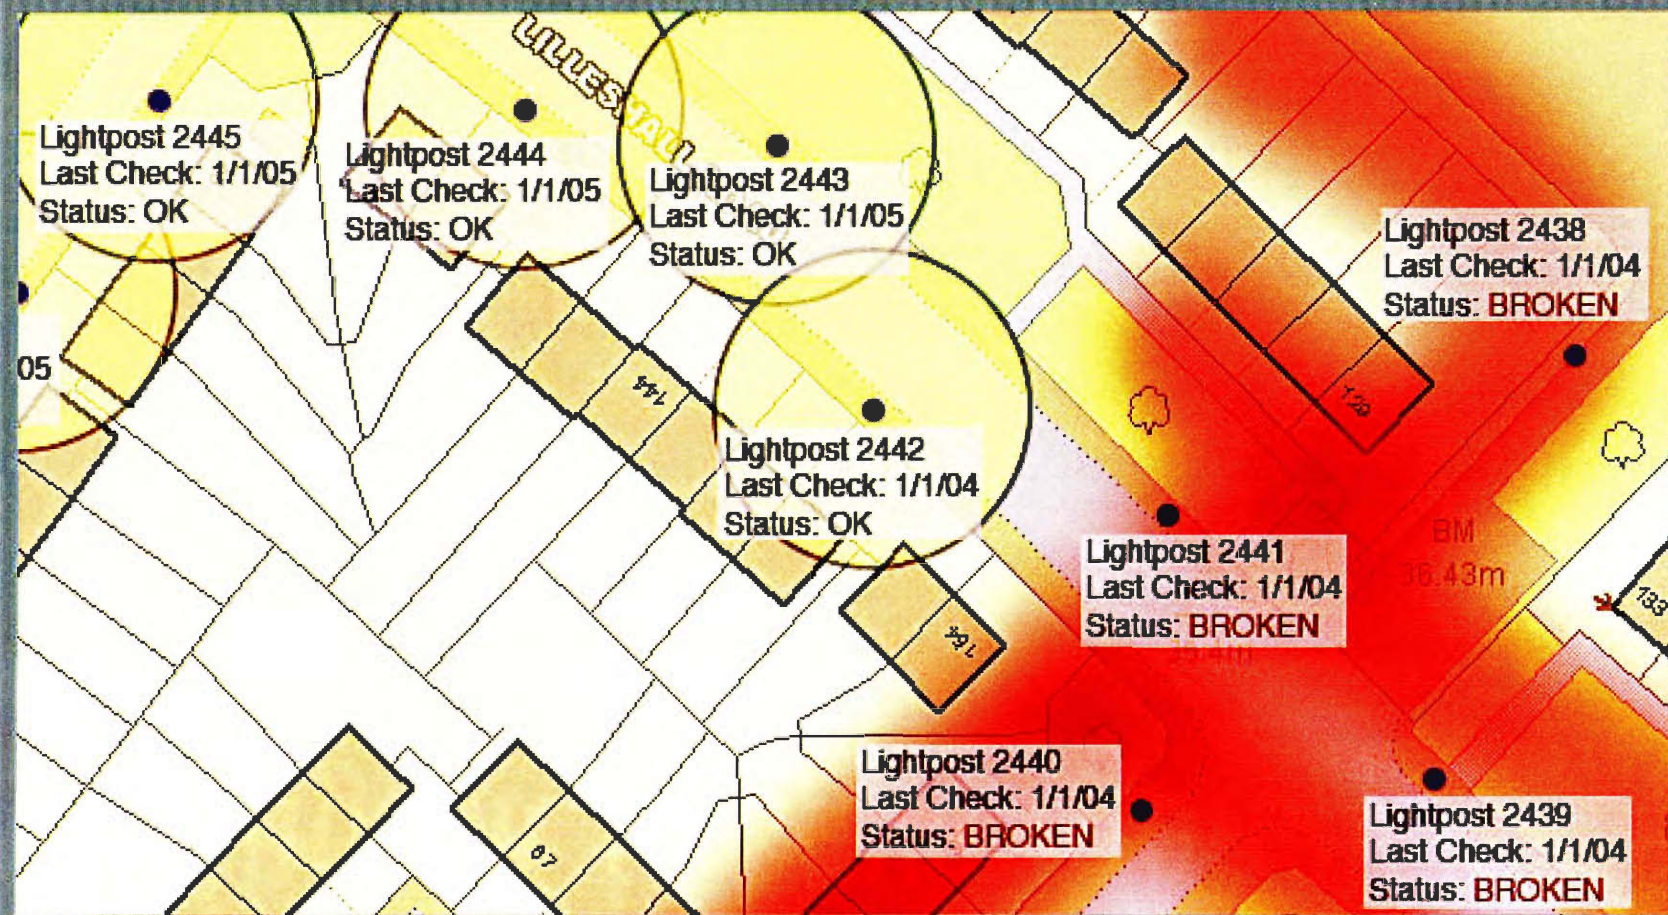 LILLESHALL
Lightpost 2445
Last Check: 1/1/05
Status: OK
Lightpost 2444
Last Check: 1/1/05
Status: OK
Lightpost 2443
Last Check: 1/1/05
Status: OK
Lightpost 2438
Last Check: 1/1/04
Status: BROKEN
05
144
129
Lightpost 2442
Last Check: 1/1/04
Status: OK
BM
36.43m
Lightpost 2441
Last Check: 1/1/04
Status: BROKEN
133
164
Lightpost 2440
Last Check: 1/1/04
Status: BROKEN
Lightpost 2439
Last Check: 1/1/04
Status: BROKEN
67